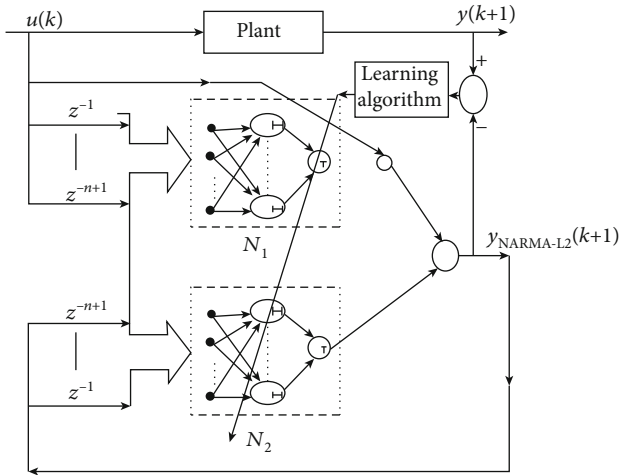 u(k)
Plant
y(k+1)
+
Learning
algorithm
−
z⁻¹
z⁻ⁿ⁺¹
N₁
y_NARMA-L2(k+1)
z⁻ⁿ⁺¹
z⁻¹
N₂